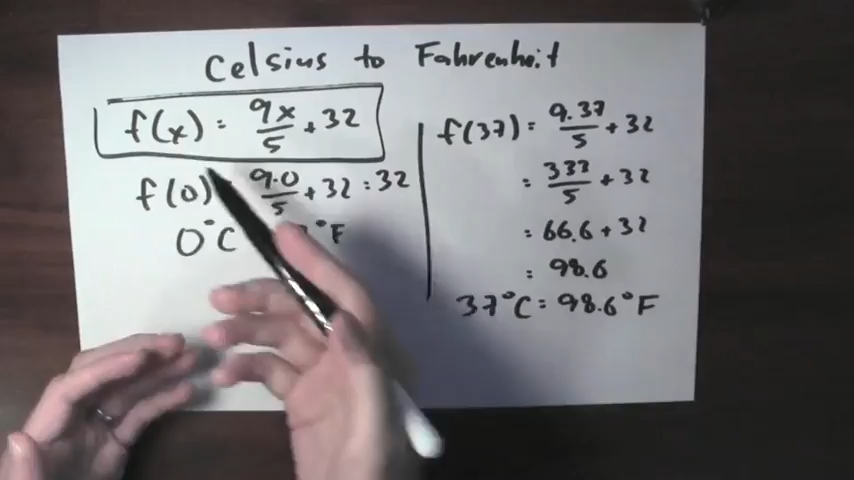 Celsius to Fahrenheit
f(x) = 9x/5 + 32
f(0) = 9·0/5 + 32 = 32
0°C °F
f(37) = 9·37/5 + 32
= 333/5 + 32
= 66.6 + 32
= 98.6
37°C = 98.6°F